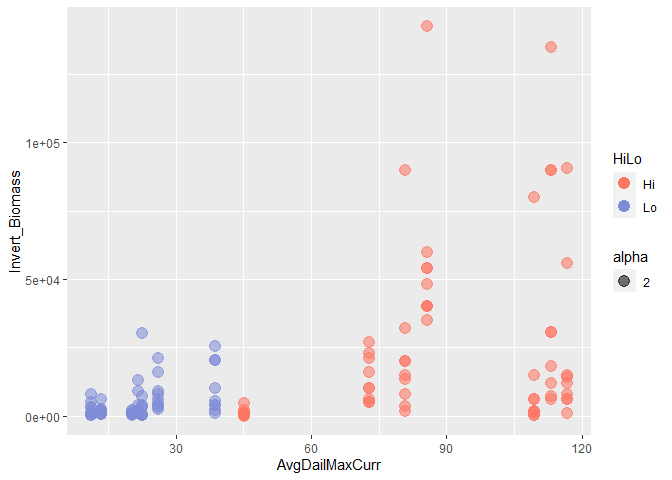 Invert_Biomass
1e+05
5e+04
0e+00
30
60
90
120
AvgDailMaxCurr
HiLo
Hi
Lo
alpha
2